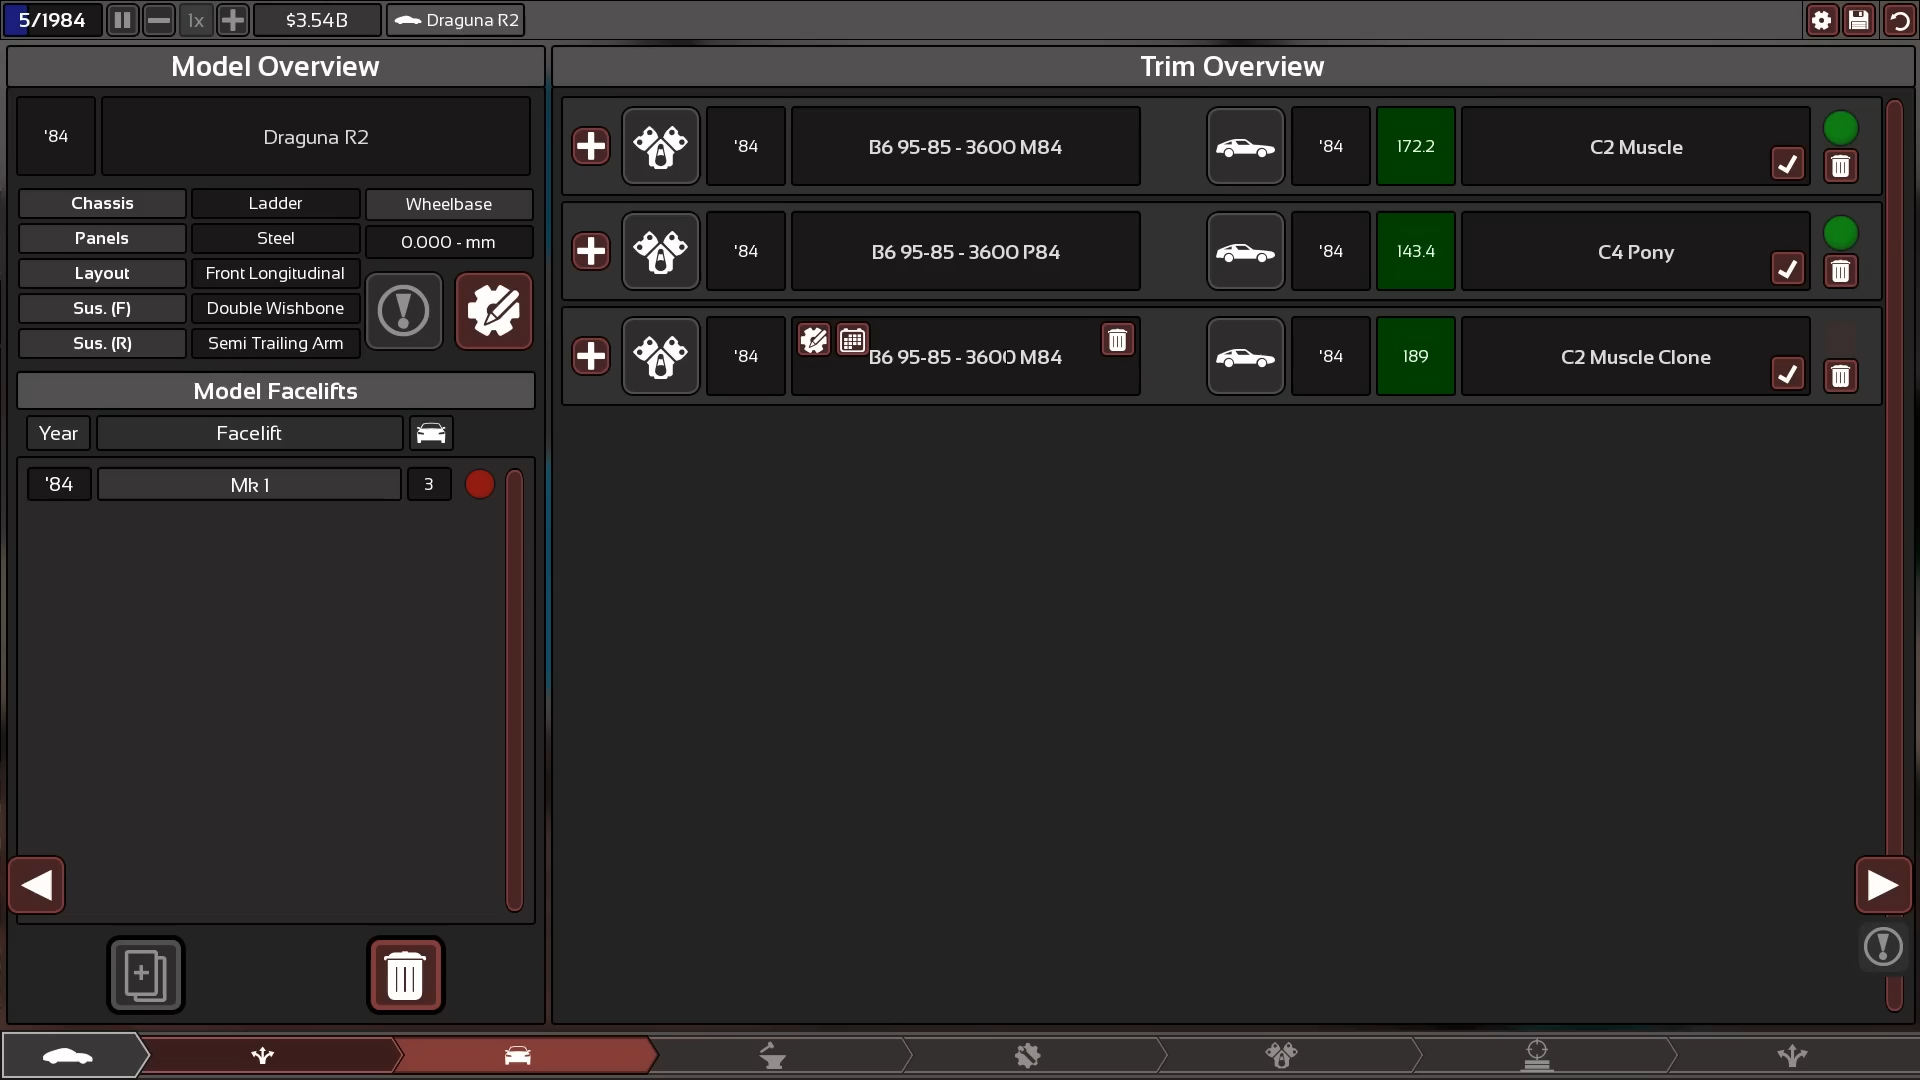 5/1984 1x $3.54B Draguna R2
Model Overview
'84 Draguna R2
Chassis Ladder Wheelbase
Panels Steel 0.000 - mm
Layout Front Longitudinal
Sus. (F) Double Wishbone
Sus. (R) Semi Trailing Arm
Model Facelifts
Year Facelift
'84 Mk 1 3
Trim Overview
'84 B6 95-85 - 3600 M84 '84 172.2 C2 Muscle
'84 B6 95-85 - 3600 P84 '84 143.4 C4 Pony
'84 B6 95-85 - 3600 M84 '84 189 C2 Muscle Clone